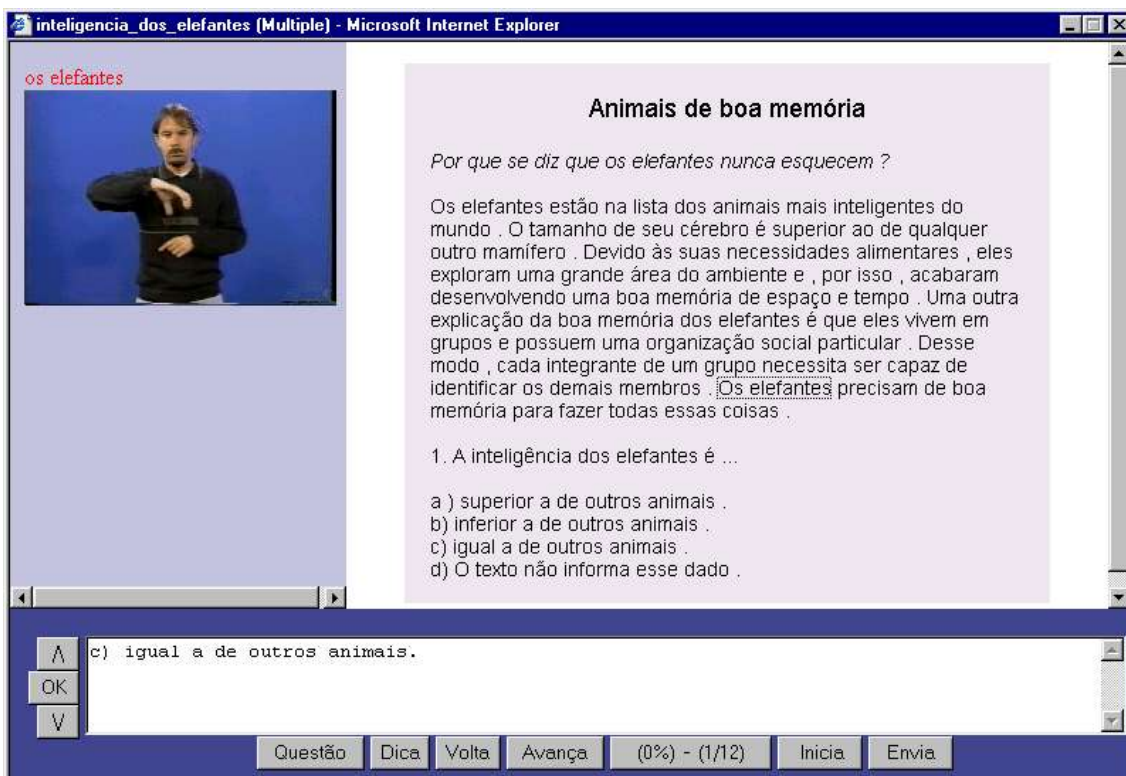 inteligencia_dos_elefantes (Multiple) - Microsoft Internet Explorer
os elefantes
Animais de boa memória
Por que se diz que os elefantes nunca esquecem ?
Os elefantes estão na lista dos animais mais inteligentes do
mundo . O tamanho de seu cérebro é superior ao de qualquer
outro mamífero . Devido às suas necessidades alimentares , eles
exploram uma grande área do ambiente e , por isso , acabaram
desenvolvendo uma boa memória de espaço e tempo . Uma outra
explicação da boa memória dos elefantes é que eles vivem em
grupos e possuem uma organização social particular . Desse
modo , cada integrante de um grupo necessita ser capaz de
identificar os demais membros . Os elefantes precisam de boa
memória para fazer todas essas coisas .
1. A inteligência dos elefantes é ...
a ) superior a de outros animais .
b) inferior a de outros animais .
c) igual a de outros animais .
d) O texto não informa esse dado .
Λ
c) igual a de outros animais.
OK
V
Questão Dica Volta Avança (0%) - (1/12) Inicia Envia